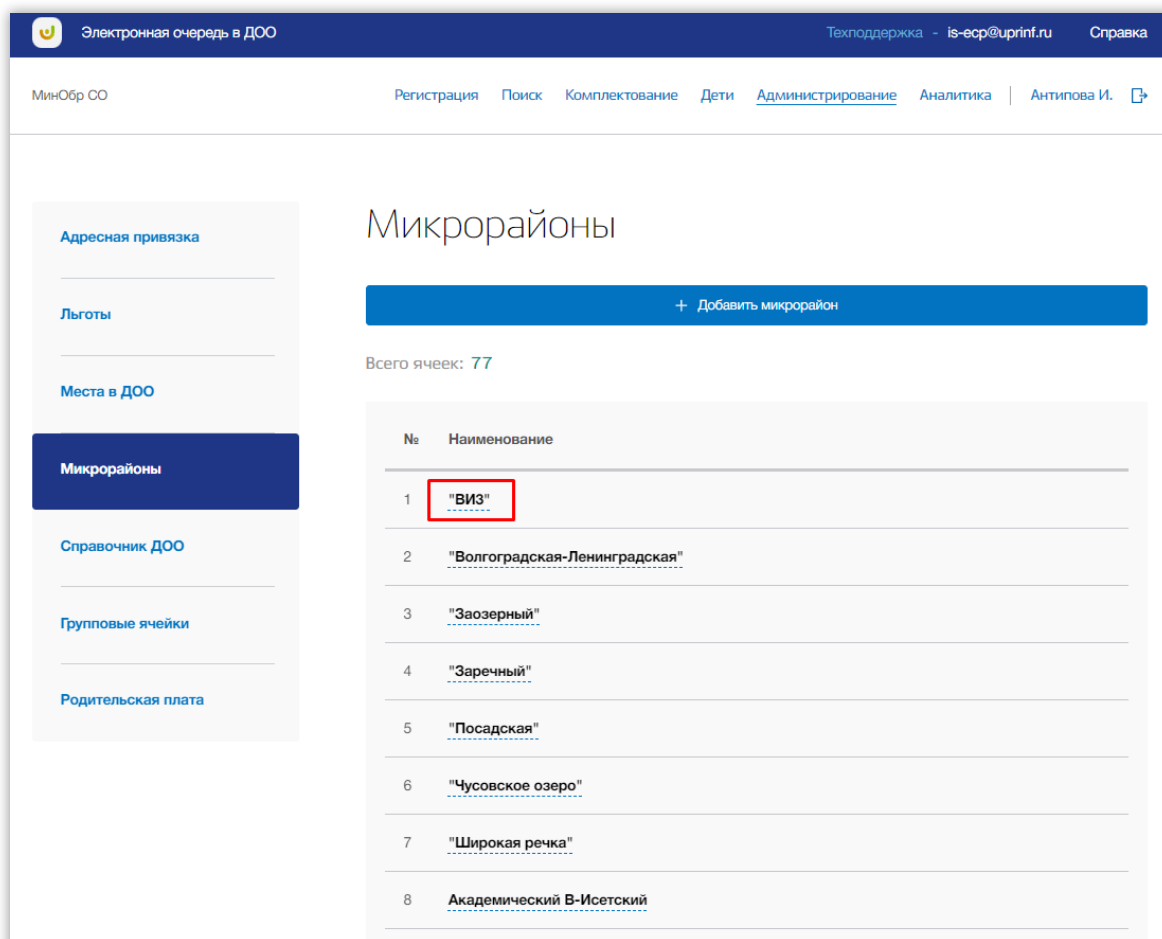 Электронная очередь в ДОО
Техподдержка - is-ecp@uprinf.ru Справка
МинОбр СО
Регистрация Поиск Комплектование Дети Администрирование Аналитика Антипова И.
Адресная привязка
Льготы
Места в ДОО
Микрорайоны
Справочник ДОО
Групповые ячейки
Родительская плата
Микрорайоны
+ Добавить микрорайон
Всего ячеек: 77
№ Наименование
1 "ВИЗ"
2 "Волгоградская-Ленинградская"
3 "Заозерный"
4 "Заречный"
5 "Посадская"
6 "Чусовское озеро"
7 "Широкая речка"
8 Академический В-Исетский